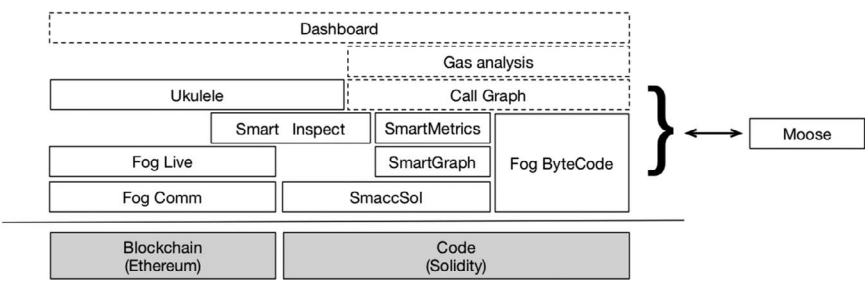 Dashboard
Gas analysis
Ukulele
Call Graph
Smart Inspect
SmartMetrics
Fog Live
SmartGraph
Fog ByteCode
Fog Comm
SmaccSol
Moose
Blockchain
(Ethereum)
Code
(Solidity)